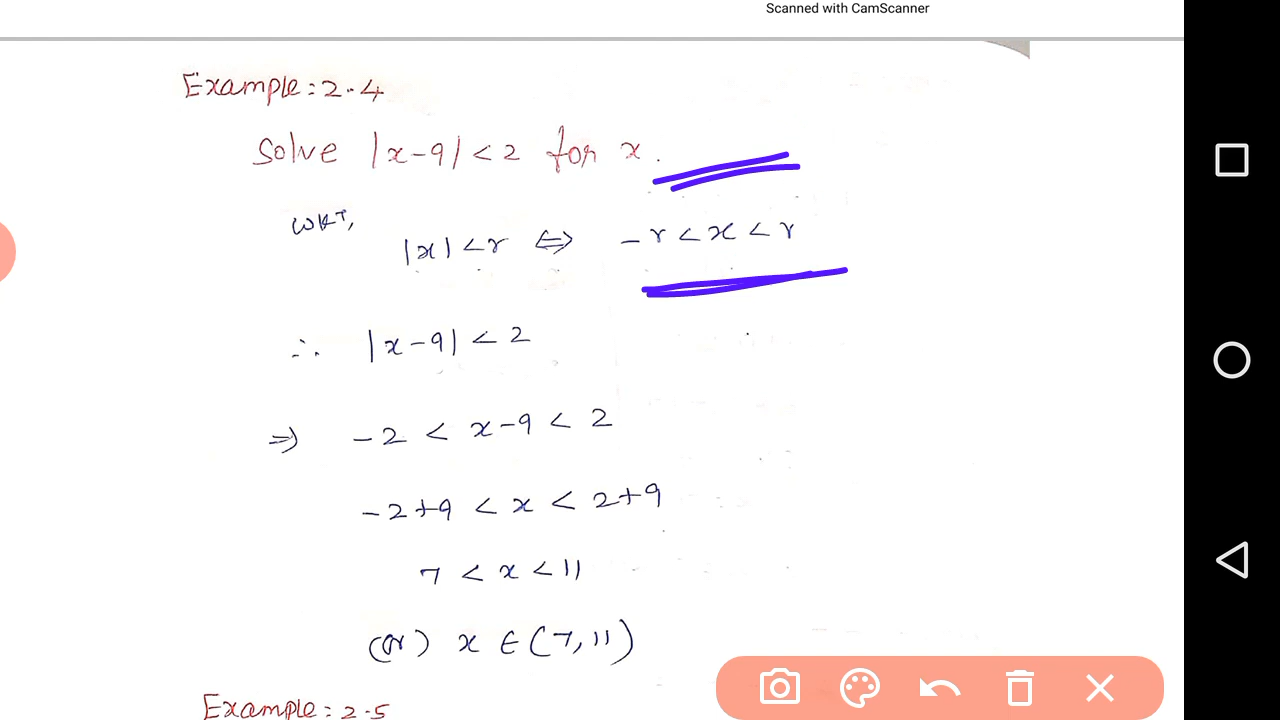 Scanned with CamScanner
Example: 2.4
Solve |x-9| < 2 for x.
WKT,
|x| < r ⇔ -r < x < r
∴ |x-9| < 2
⇒ -2 < x-9 < 2
-2+9 < x < 2+9
7 < x < 11
(or) x ∈ (7, 11)
Example: 2.5